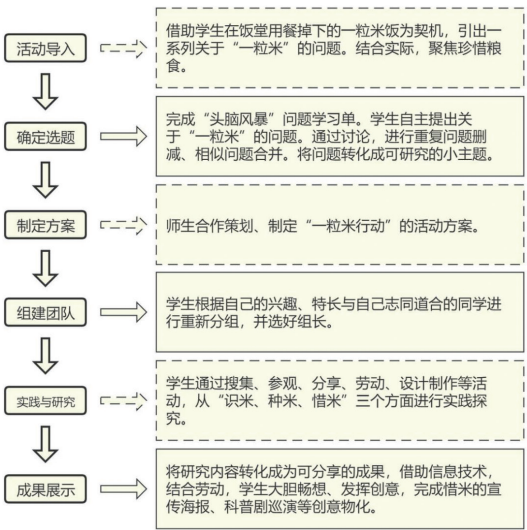 活动导入
借助学生在饭堂用餐掉下的一粒米饭为契机，引出一
系列关于“一粒米”的问题。结合实际，聚焦珍惜粮
食。
确定选题
完成“头脑风暴”问题学习单。学生自主提出关
于“一粒米”的问题。通过讨论，进行重复问题删
减、相似问题合并。将问题转化成可研究的小主题。
制定方案
师生合作策划、制定“一粒米行动”的活动方案。
组建团队
学生根据自己的兴趣、特长与自己志同道合的同学进
行重新分组，并选好组长。
实践与研究
学生通过搜集、参观、分享、劳动、设计制作等活
动，从“识米、种米、惜米”三个方面进行实践探
究。
成果展示
将研究内容转化成为可分享的成果，借助信息技术，
结合劳动，学生大胆畅想、发挥创意，完成惜米的宣
传海报、科普剧巡演等创意物化。